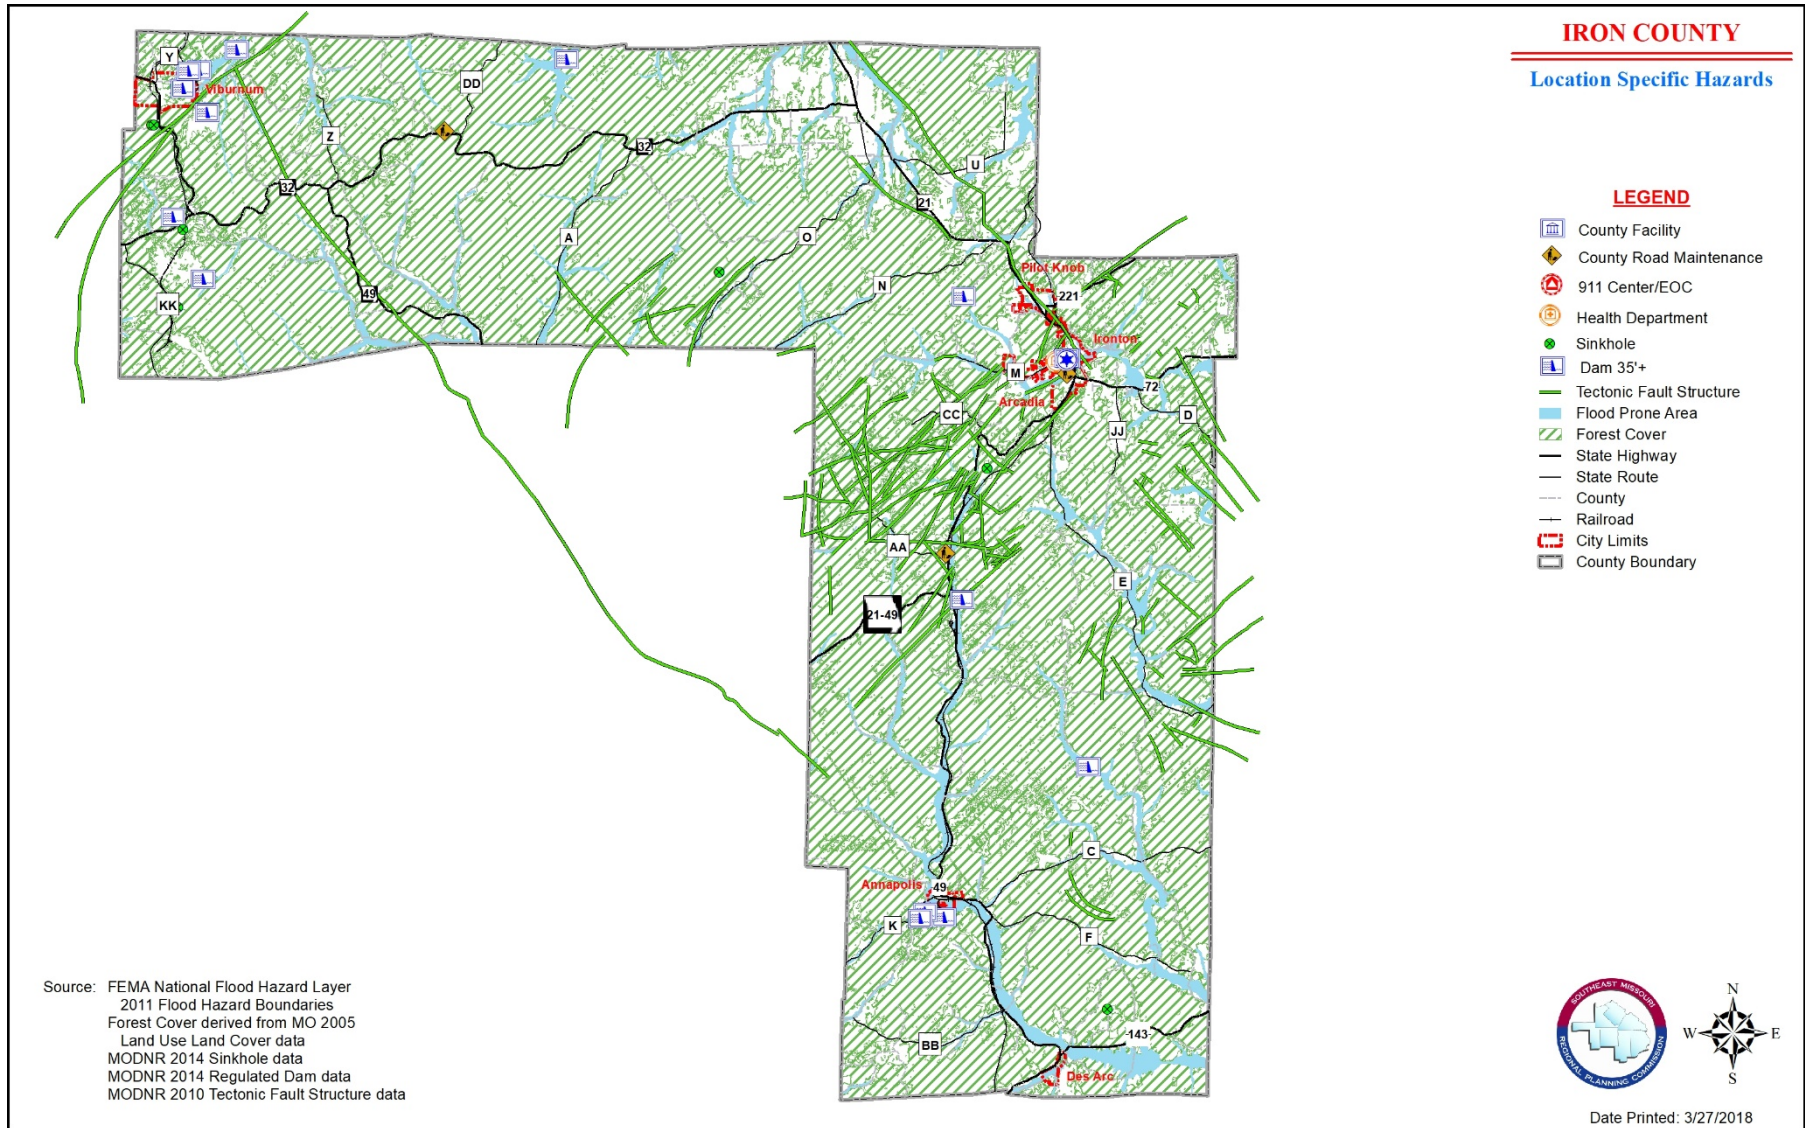 IRON COUNTY
Location Specific Hazards
LEGEND
County Facility
County Road Maintenance
911 Center/EOC
Health Department
Sinkhole
Dam 35'+
Tectonic Fault Structure
Flood Prone Area
Forest Cover
State Highway
State Route
County
Railroad
City Limits
County Boundary
Y
Viburnum
DD
Z
32
32
U
21
A
O
KK
49
N
Pilot Knob
221
Ironton
M
72
Arcadia
CC
D
JJ
AA
E
21-49
C
Annapolis
49
K
F
BB
143
Des Arc
Source: FEMA National Flood Hazard Layer
2011 Flood Hazard Boundaries
Forest Cover derived from MO 2005
Land Use Land Cover data
MODNR 2014 Sinkhole data
MODNR 2014 Regulated Dam data
MODNR 2010 Tectonic Fault Structure data
SOUTHEAST MISSOURI
REGIONAL PLANNING COMMISSION
N
W
E
S
Date Printed: 3/27/2018